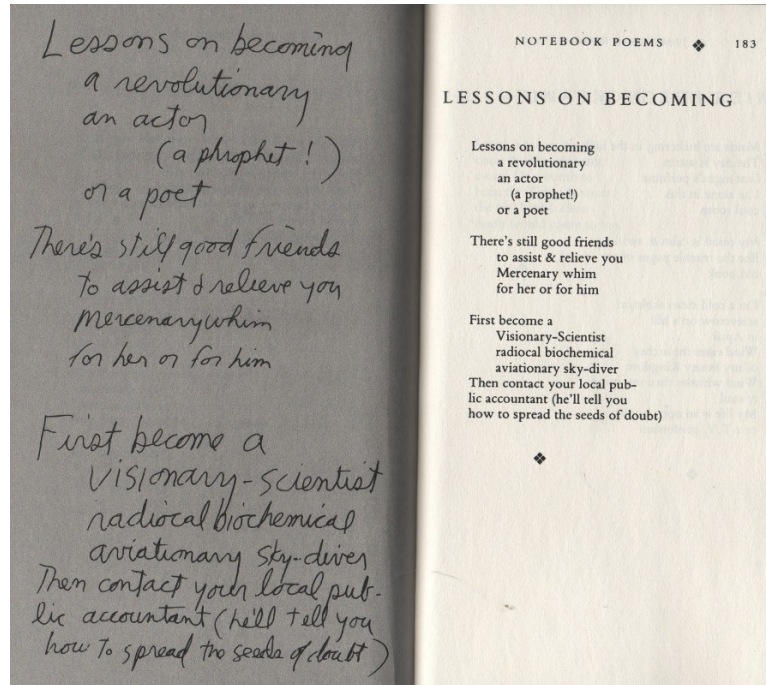 Lessons on becoming
a revolutionary
an actor
(a phrophet!)
or a poet
There's still good friends
to assist & relieve you
Mercenary whim
for her or for him
First become a
Visionary-Scientist
radiocal biochemical
aviationary sky-diver
Then contact your local pub-
lic accountant (he'll tell you
how to spread the seeds of doubt)
NOTEBOOK POEMS ❖ 183
LESSONS ON BECOMING
Lessons on becoming
a revolutionary
an actor
(a prophet!)
or a poet
There's still good friends
to assist & relieve you
Mercenary whim
for her or for him
First become a
Visionary-Scientist
radiocal biochemical
aviationary sky-diver
Then contact your local pub-
lic accountant (he'll tell you
how to spread the seeds of doubt)
❖